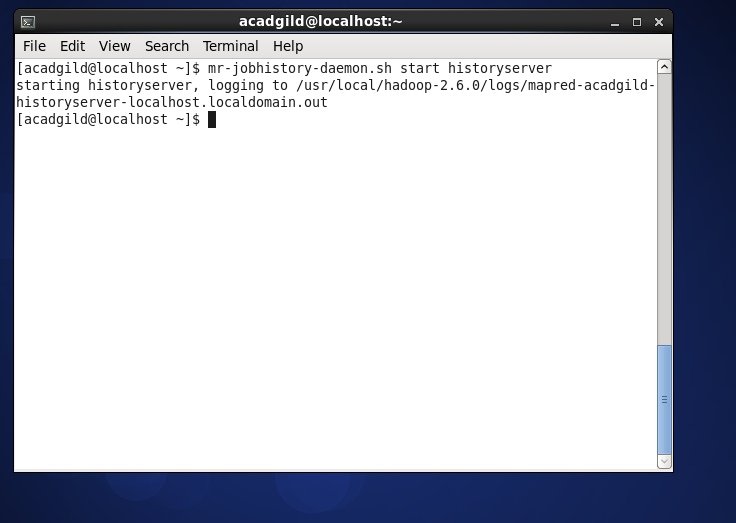 acadgild@localhost:~
File Edit View Search Terminal Help
[acadgild@localhost ~]$ mr-jobhistory-daemon.sh start historyserver
starting historyserver, logging to /usr/local/hadoop-2.6.0/logs/mapred-acadgild-
historyserver-localhost.localdomain.out
[acadgild@localhost ~]$